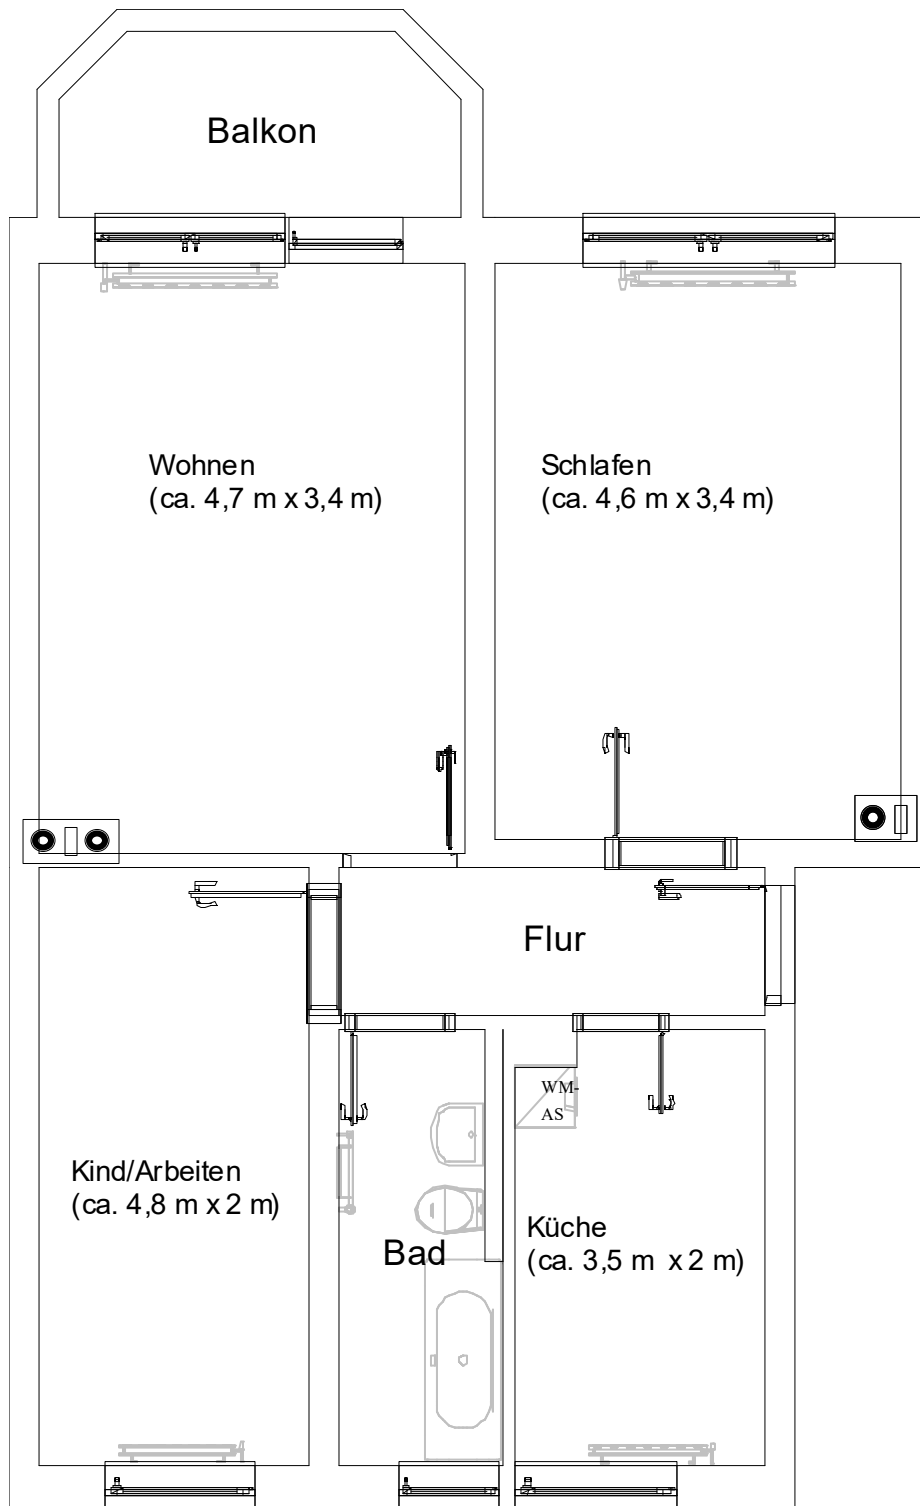 Balkon
Wohnen
(ca. 4,7 m x 3,4 m)
Schlafen
(ca. 4,6 m x 3,4 m)
Flur
WM-
AS
Kind/Arbeiten
(ca. 4,8 m x 2 m)
Bad
Küche
(ca. 3,5 m x 2 m)